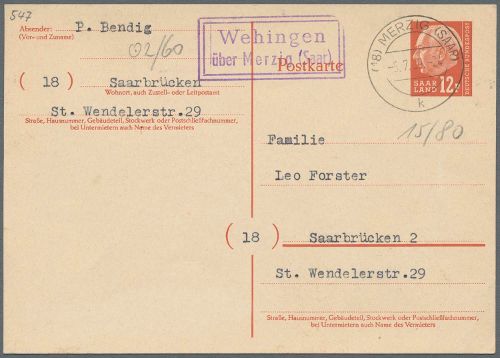 547
Absender: P. Bendig
(Vor- und Zuname)
02/60
(18) Saarbrücken
Wohnort, auch Zustell- oder Leitpostamt
St. Wendelerstr.29
Straße, Hausnummer, Gebäudeteil, Stockwerk oder Postschließfachnummer,
bei Untermietern auch Name des Vermieters
Wehingen
über Merzig (Saar)
Postkarte
(18) MERZIG (SAAR)
k
DEUTSCHE BUNDESPOST
SAAR
LAND 12F
15/80
Familie
Leo Forster
(18) Saarbrücken 2
St. Wendelerstr.29
Straße, Hausnummer, Gebäudeteil, Stockwerk oder Postschließfachnummer,
bei Untermietern auch Name des Vermieters